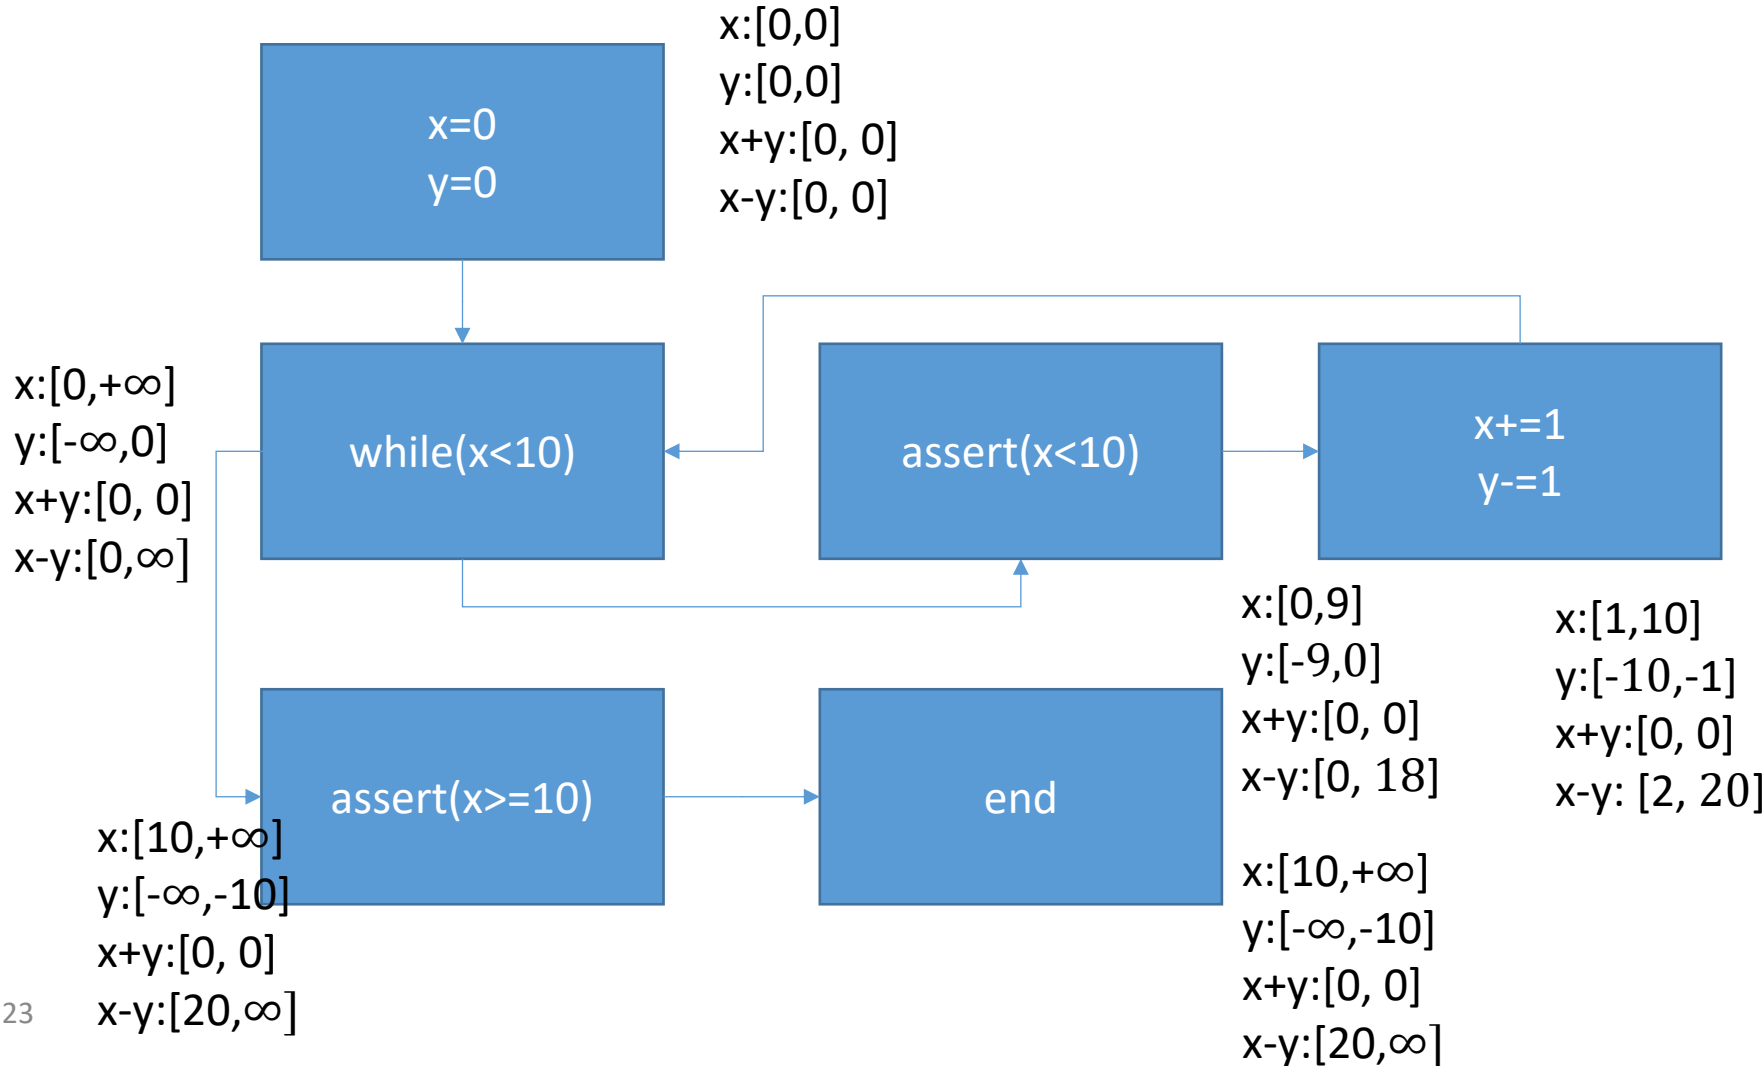 x=0
y=0
x:[0,0]
y:[0,0]
x+y:[0, 0]
x-y:[0, 0]
x:[0,+∞]
y:[-∞,0]
x+y:[0, 0]
x-y:[0,∞]
while(x<10)
assert(x<10)
x+=1
y-=1
x:[0,9]
y:[-9,0]
x+y:[0, 0]
x-y:[0, 18]
x:[1,10]
y:[-10,-1]
x+y:[0, 0]
x-y: [2, 20]
assert(x>=10)
end
x:[10,+∞]
y:[-∞,-10]
x+y:[0, 0]
x-y:[20,∞]
x:[10,+∞]
y:[-∞,-10]
x+y:[0, 0]
x-y:[20,∞]
23